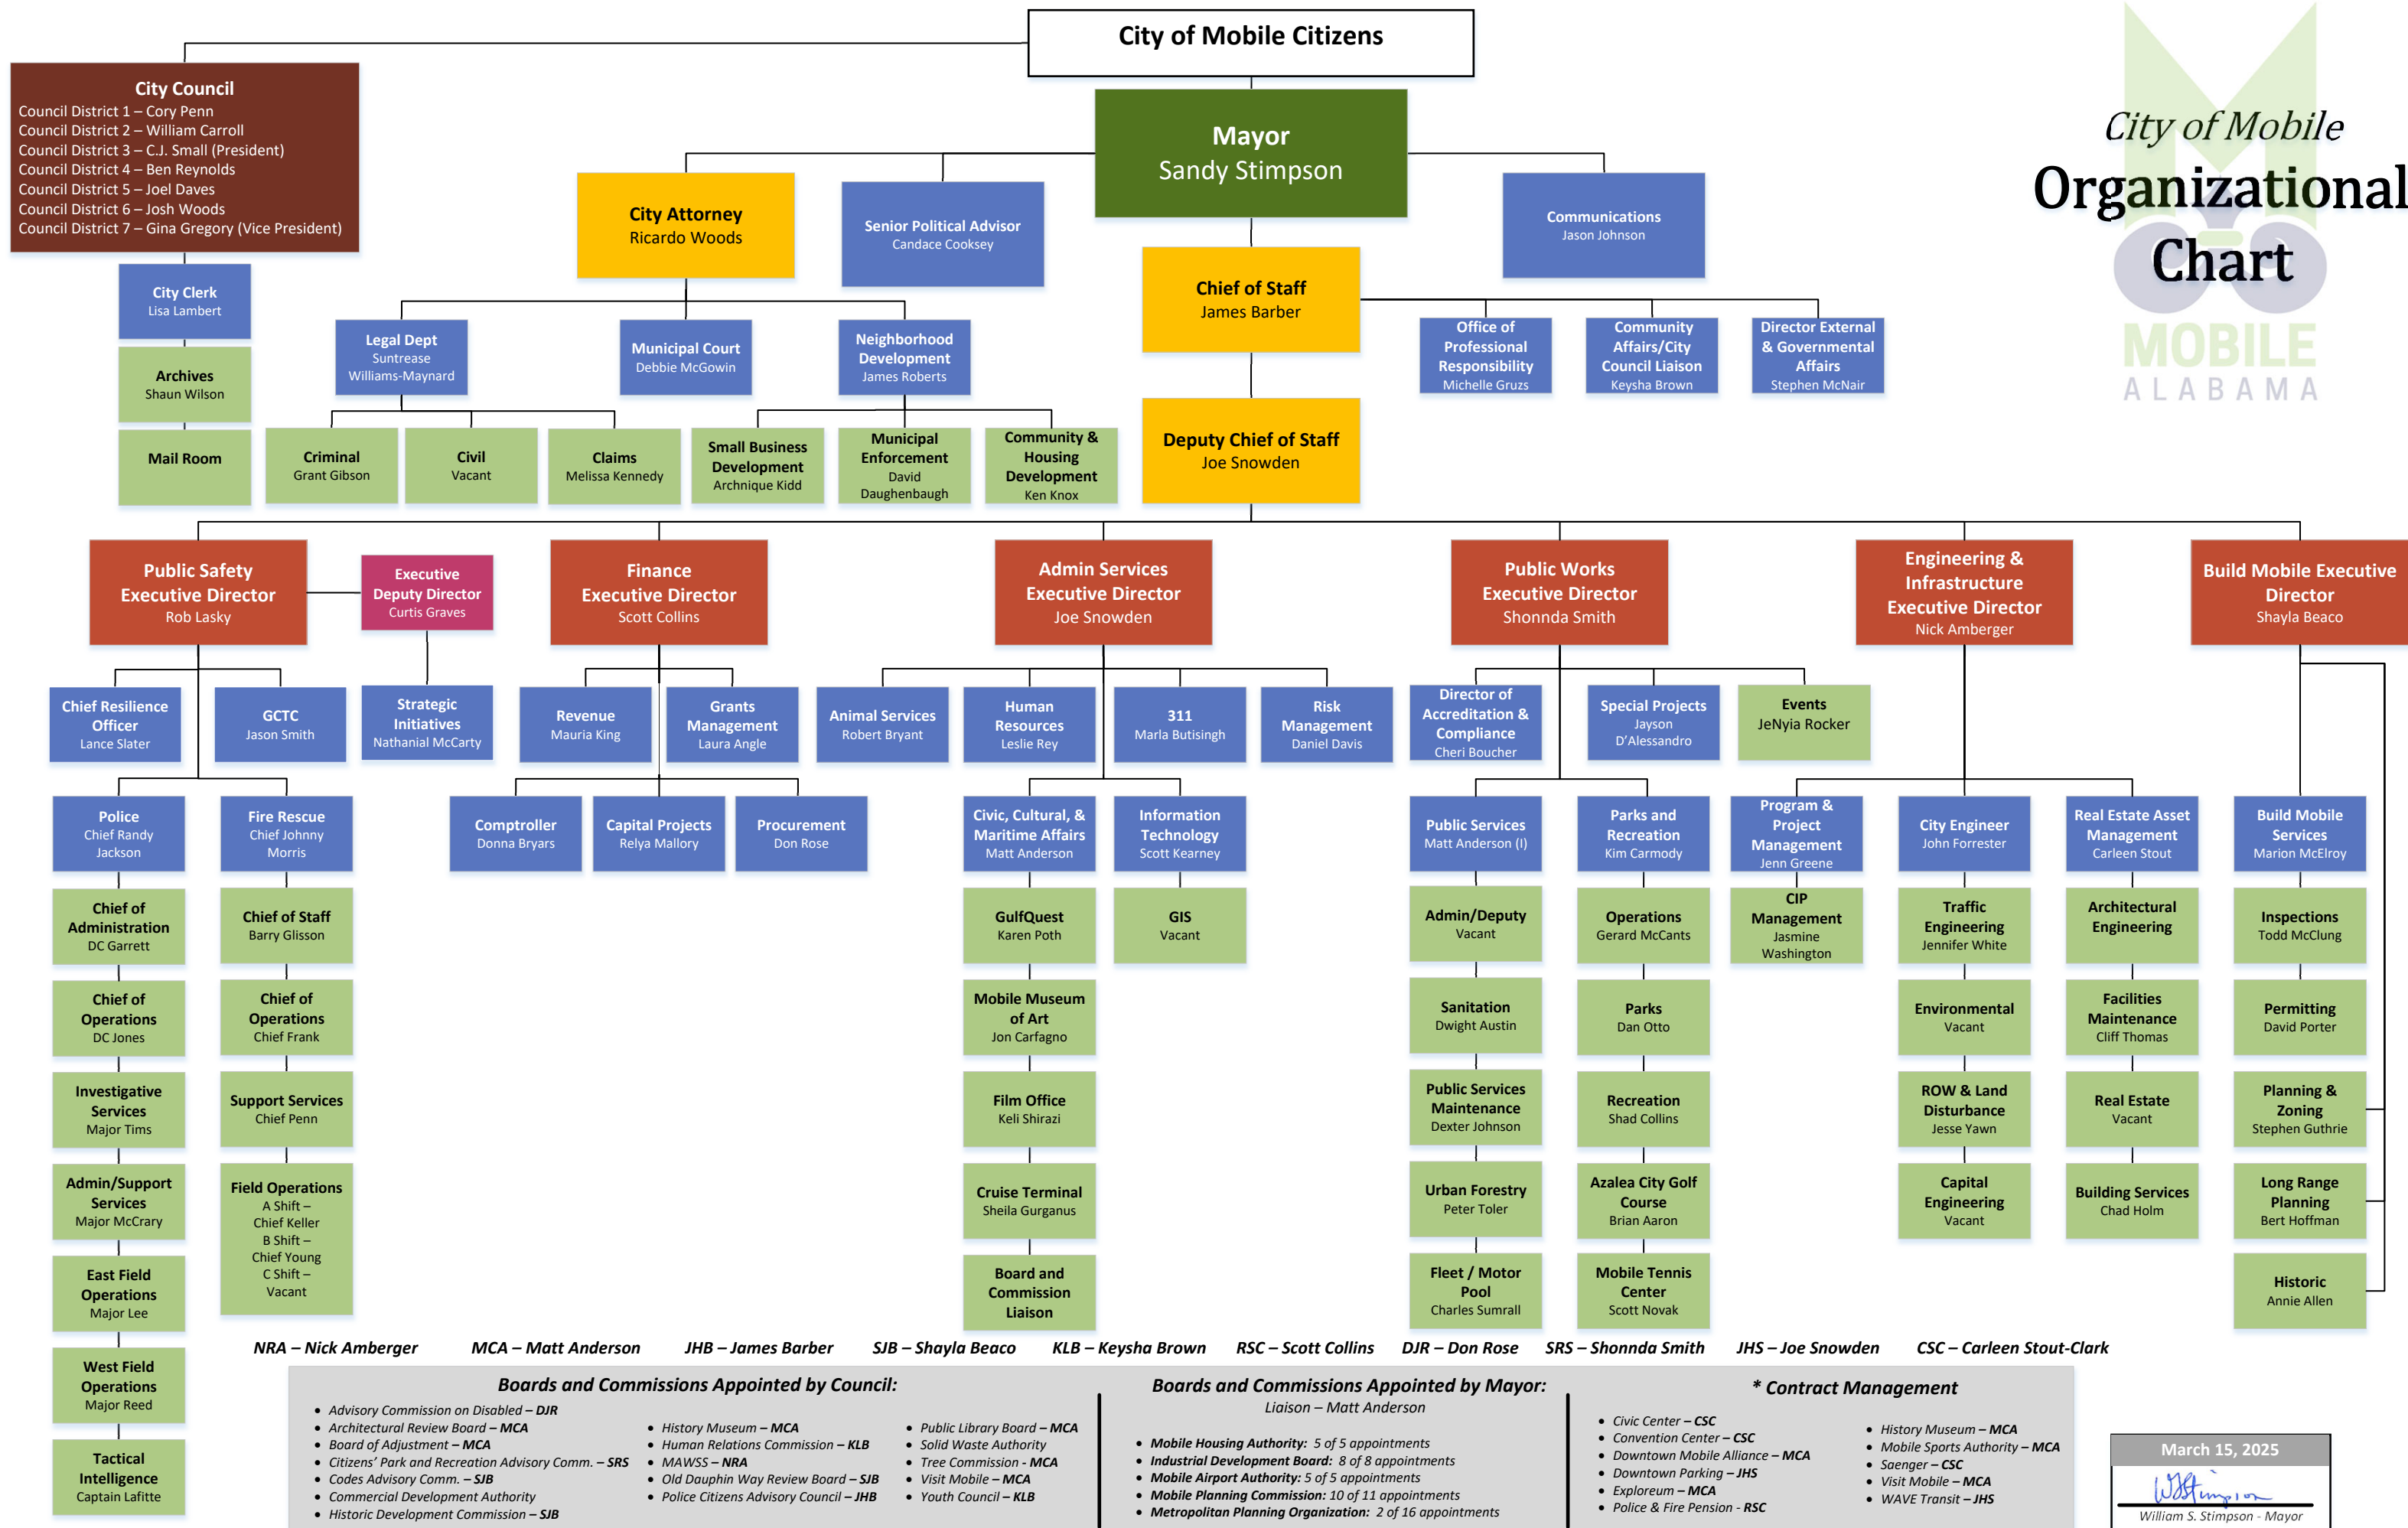 City of Mobile Citizens
City of Mobile
Organizational
Chart
MOBILE
ALABAMA
City Council
Council District 1 – Cory Penn
Council District 2 – William Carroll
Council District 3 – C.J. Small (President)
Council District 4 – Ben Reynolds
Council District 5 – Joel Daves
Council District 6 – Josh Woods
Council District 7 – Gina Gregory (Vice President)
City Clerk
Lisa Lambert
Archives
Shaun Wilson
Mail Room
Mayor
Sandy Stimpson
City Attorney
Ricardo Woods
Senior Political Advisor
Candace Cooksey
Communications
Jason Johnson
Chief of Staff
James Barber
Office of
Professional
Responsibility
Michelle Gruzs
Community
Affairs/City
Council Liaison
Keysha Brown
Director External
& Governmental
Affairs
Stephen McNair
Legal Dept
Suntrease
Williams-Maynard
Municipal Court
Debbie McGowin
Neighborhood
Development
James Roberts
Criminal
Grant Gibson
Civil
Vacant
Claims
Melissa Kennedy
Small Business
Development
Archnique Kidd
Municipal
Enforcement
David
Daughenbaugh
Community &
Housing
Development
Ken Knox
Deputy Chief of Staff
Joe Snowden
Public Safety
Executive Director
Rob Lasky
Executive
Deputy Director
Curtis Graves
Finance
Executive Director
Scott Collins
Admin Services
Executive Director
Joe Snowden
Public Works
Executive Director
Shonnda Smith
Engineering &
Infrastructure
Executive Director
Nick Amberger
Build Mobile Executive
Director
Shayla Beaco
Chief Resilience
Officer
Lance Slater
GCTC
Jason Smith
Strategic
Initiatives
Nathanial McCarty
Revenue
Mauria King
Grants
Management
Laura Angle
Animal Services
Robert Bryant
Human
Resources
Leslie Rey
311
Marla Butisingh
Risk
Management
Daniel Davis
Director of
Accreditation &
Compliance
Cheri Boucher
Special Projects
Jayson
D'Alessandro
Events
JeNyia Rocker
Police
Chief Randy
Jackson
Fire Rescue
Chief Johnny
Morris
Comptroller
Donna Bryars
Capital Projects
Relya Mallory
Procurement
Don Rose
Civic, Cultural, &
Maritime Affairs
Matt Anderson
Information
Technology
Scott Kearney
Public Services
Matt Anderson (I)
Parks and
Recreation
Kim Carmody
Program &
Project
Management
Jenn Greene
City Engineer
John Forrester
Real Estate Asset
Management
Carleen Stout
Build Mobile
Services
Marion McElroy
Chief of
Administration
DC Garrett
Chief of Staff
Barry Glisson
GulfQuest
Karen Poth
GIS
Vacant
Admin/Deputy
Vacant
Operations
Gerard McCants
CIP
Management
Jasmine
Washington
Traffic
Engineering
Jennifer White
Architectural
Engineering
Inspections
Todd McClung
Chief of
Operations
DC Jones
Chief of
Operations
Chief Frank
Mobile Museum
of Art
Jon Carfagno
Sanitation
Dwight Austin
Parks
Dan Otto
Environmental
Vacant
Facilities
Maintenance
Cliff Thomas
Permitting
David Porter
Investigative
Services
Major Tims
Support Services
Chief Penn
Film Office
Keli Shirazi
Public Services
Maintenance
Dexter Johnson
Recreation
Shad Collins
ROW & Land
Disturbance
Jesse Yawn
Real Estate
Vacant
Planning &
Zoning
Stephen Guthrie
Admin/Support
Services
Major McCrary
Field Operations
A Shift –
Chief Keller
B Shift –
Chief Young
C Shift –
Vacant
Cruise Terminal
Sheila Gurganus
Urban Forestry
Peter Toler
Azalea City Golf
Course
Brian Aaron
Capital
Engineering
Vacant
Building Services
Chad Holm
Long Range
Planning
Bert Hoffman
East Field
Operations
Major Lee
Board and
Commission
Liaison
Fleet / Motor
Pool
Charles Sumrall
Mobile Tennis
Center
Scott Novak
Historic
Annie Allen
West Field
Operations
Major Reed
Tactical
Intelligence
Captain Lafitte
NRA – Nick Amberger MCA – Matt Anderson JHB – James Barber SJB – Shayla Beaco KLB – Keysha Brown RSC – Scott Collins DJR – Don Rose SRS – Shonnda Smith JHS – Joe Snowden CSC – Carleen Stout-Clark
Boards and Commissions Appointed by Council:
• Advisory Commission on Disabled – DJR
• Architectural Review Board – MCA
• Board of Adjustment – MCA
• Citizens' Park and Recreation Advisory Comm. – SRS
• Codes Advisory Comm. – SJB
• Commercial Development Authority
• Historic Development Commission – SJB
• History Museum – MCA
• Human Relations Commission – KLB
• MAWSS – NRA
• Old Dauphin Way Review Board – SJB
• Police Citizens Advisory Council – JHB
• Public Library Board – MCA
• Solid Waste Authority
• Tree Commission - MCA
• Visit Mobile – MCA
• Youth Council – KLB
Boards and Commissions Appointed by Mayor:
Liaison – Matt Anderson
• Mobile Housing Authority: 5 of 5 appointments
• Industrial Development Board: 8 of 8 appointments
• Mobile Airport Authority: 5 of 5 appointments
• Mobile Planning Commission: 10 of 11 appointments
• Metropolitan Planning Organization: 2 of 16 appointments
* Contract Management
• Civic Center – CSC
• Convention Center – CSC
• Downtown Mobile Alliance – MCA
• Downtown Parking – JHS
• Exploreum – MCA
• Police & Fire Pension - RSC
• History Museum – MCA
• Mobile Sports Authority – MCA
• Saenger – CSC
• Visit Mobile – MCA
• WAVE Transit – JHS
March 15, 2025
WSStimpson
William S. Stimpson - Mayor